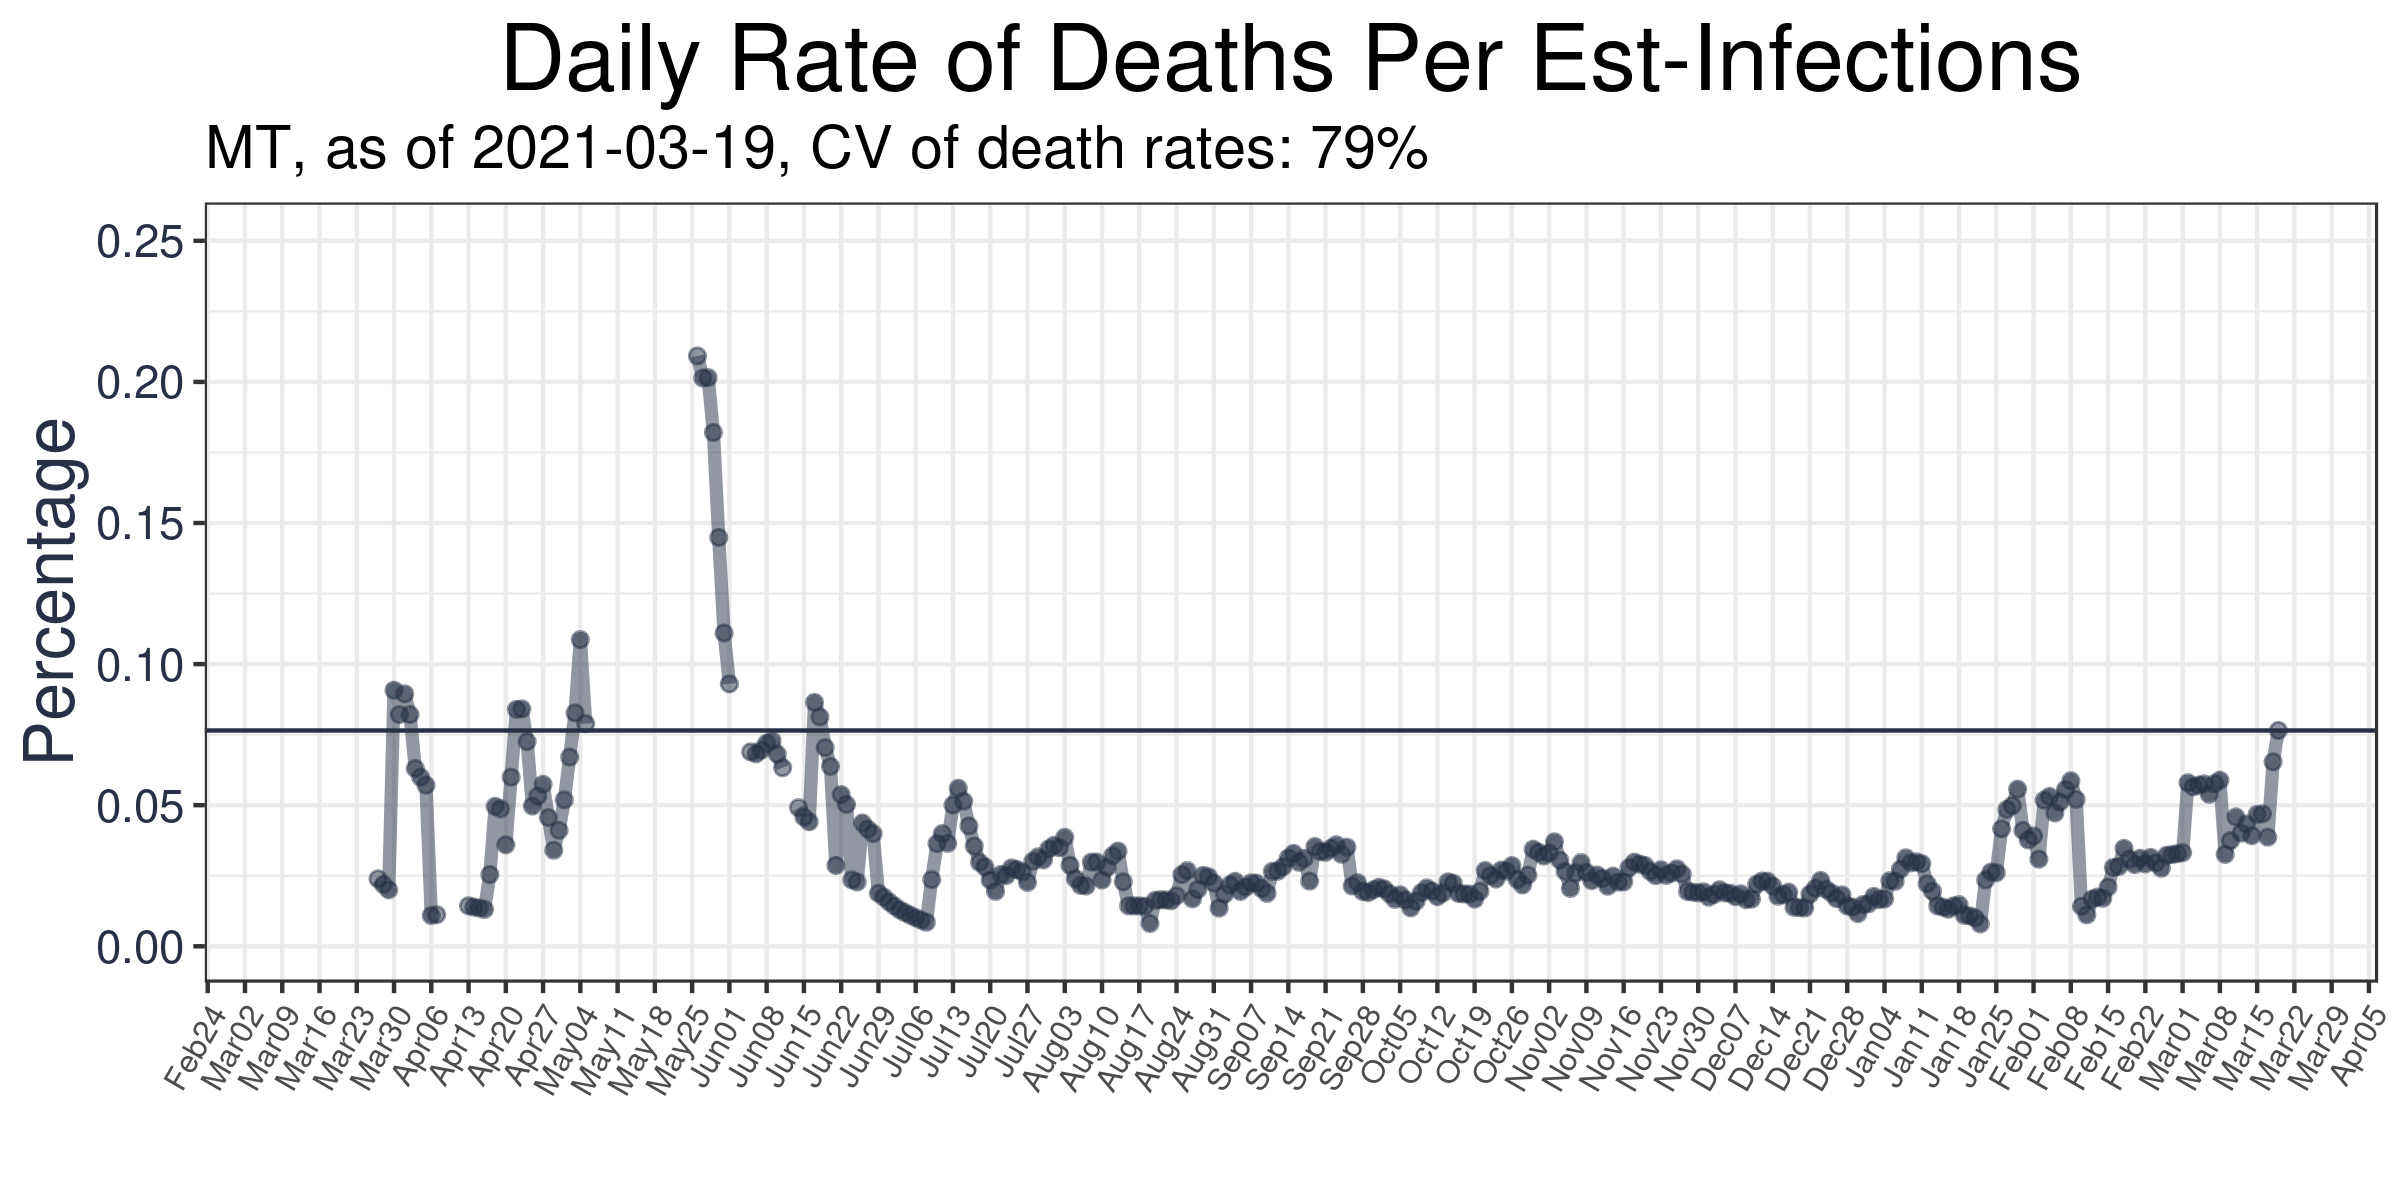 Daily Rate of Deaths Per Est-Infections
MT, as of 2021-03-19, CV of death rates: 79%
Percentage
0.25
0.20
0.15
0.10
0.05
0.00
Feb24
Mar02
Mar09
Mar16
Mar23
Mar30
Apr06
Apr13
Apr20
Apr27
May04
May11
May18
May25
Jun01
Jun08
Jun15
Jun22
Jun29
Jul06
Jul13
Jul20
Jul27
Aug03
Aug10
Aug17
Aug24
Aug31
Sep07
Sep14
Sep21
Sep28
Oct05
Oct12
Oct19
Oct26
Nov02
Nov09
Nov16
Nov23
Nov30
Dec07
Dec14
Dec21
Dec28
Jan04
Jan11
Jan18
Jan25
Feb01
Feb08
Feb15
Feb22
Mar01
Mar08
Mar15
Mar22
Mar29
Apr05